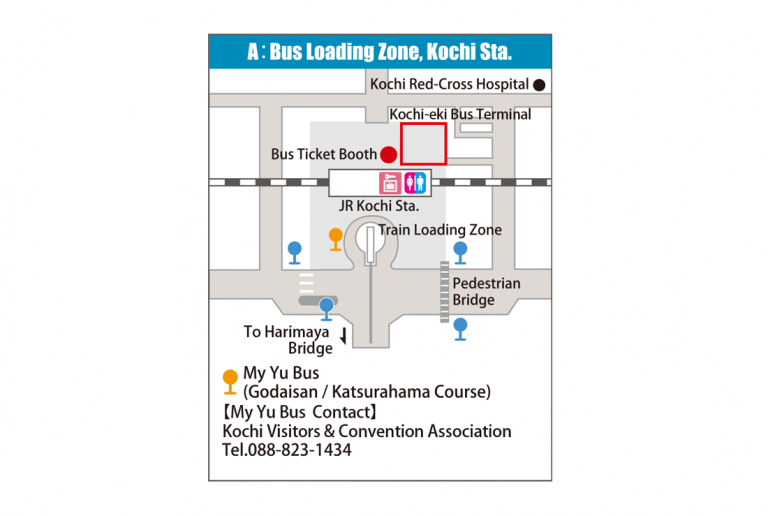 A：Bus Loading Zone, Kochi Sta.
Kochi Red-Cross Hospital
Kochi-eki Bus Terminal
Bus Ticket Booth
JR Kochi Sta.
Train Loading Zone
Pedestrian
Bridge
To Harimaya
Bridge
My Yu Bus
(Godaisan / Katsurahama Course)
【My Yu Bus Contact】
Kochi Visitors & Convention Association
Tel.088-823-1434